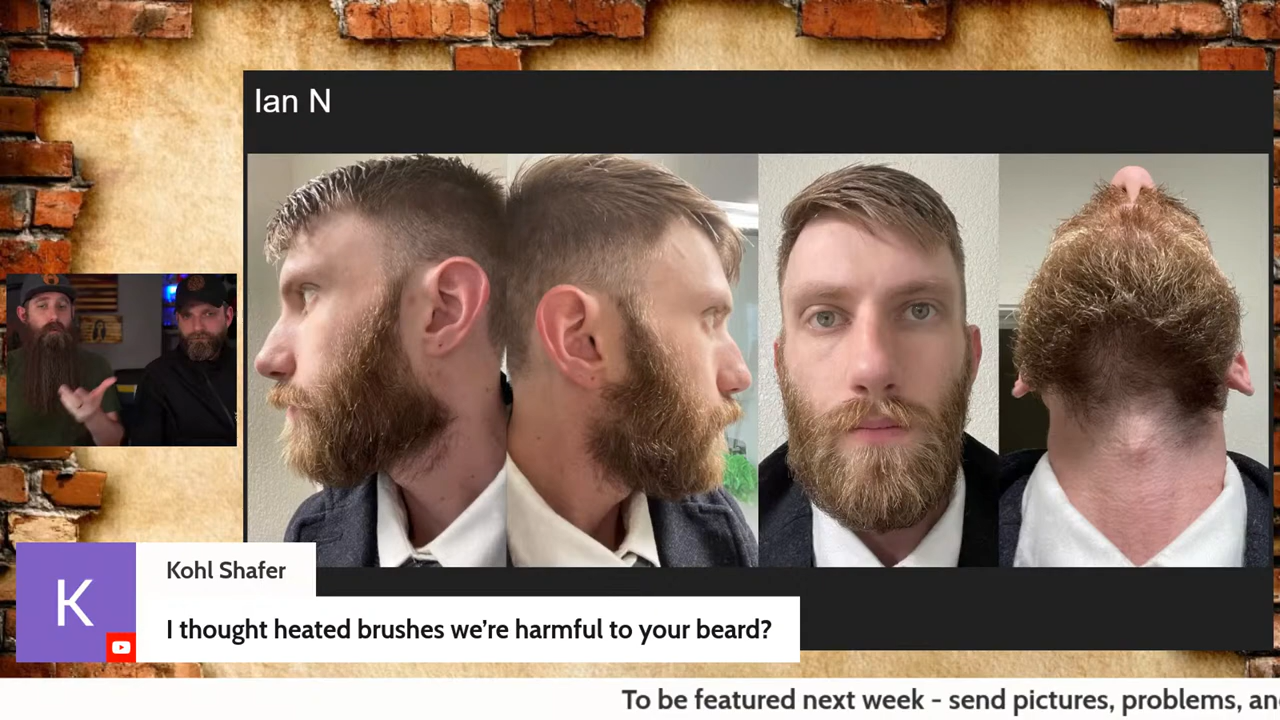 Ian N
K
Kohl Shafer
I thought heated brushes we're harmful to your beard?
To be featured next week - send pictures, problems, an